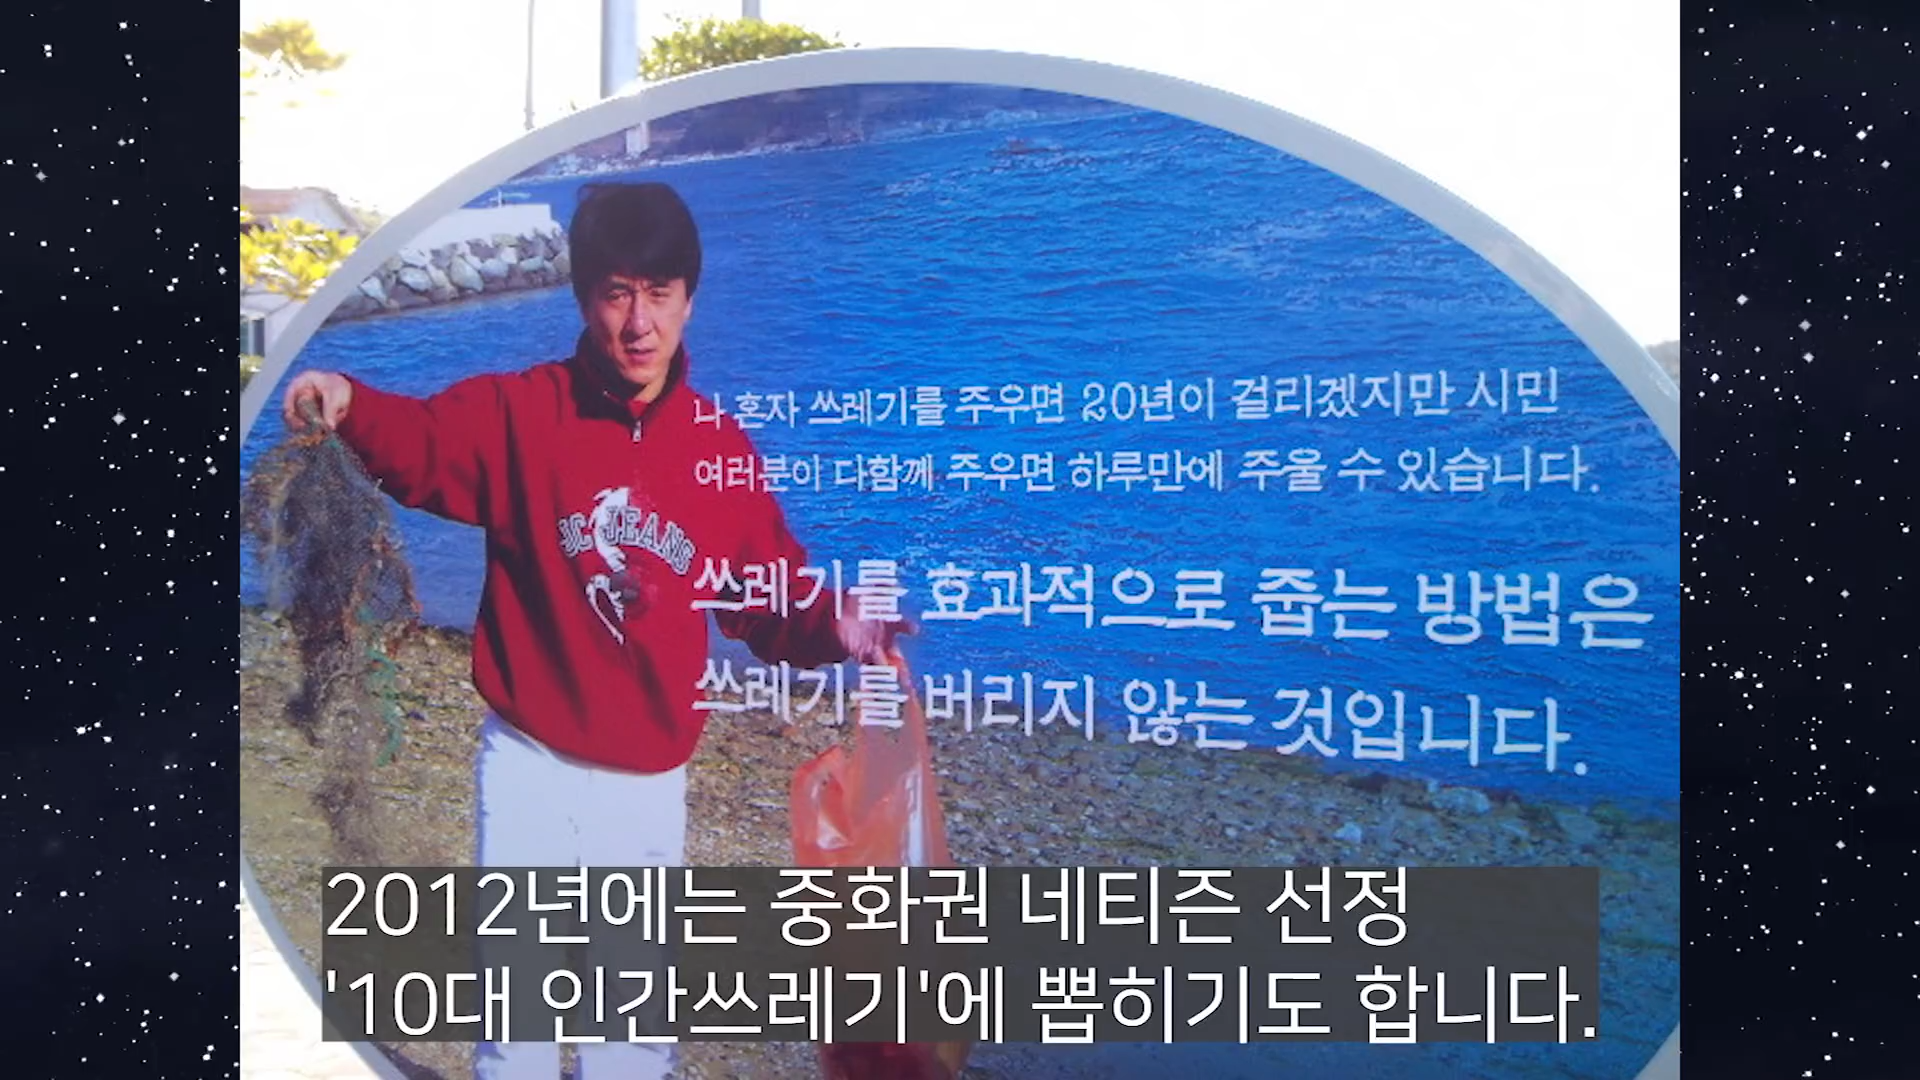 나 혼자 쓰레기를 주우면 20년이 걸리겠지만 시민
여러분이 다함께 주우면 하루만에 주울 수 있습니다.
JC JEANS
쓰레기를 효과적으로 줍는 방법은
쓰레기를 버리지 않는 것입니다.
2012년에는 중화권 네티즌 선정
'10대 인간쓰레기'에 뽑히기도 합니다.